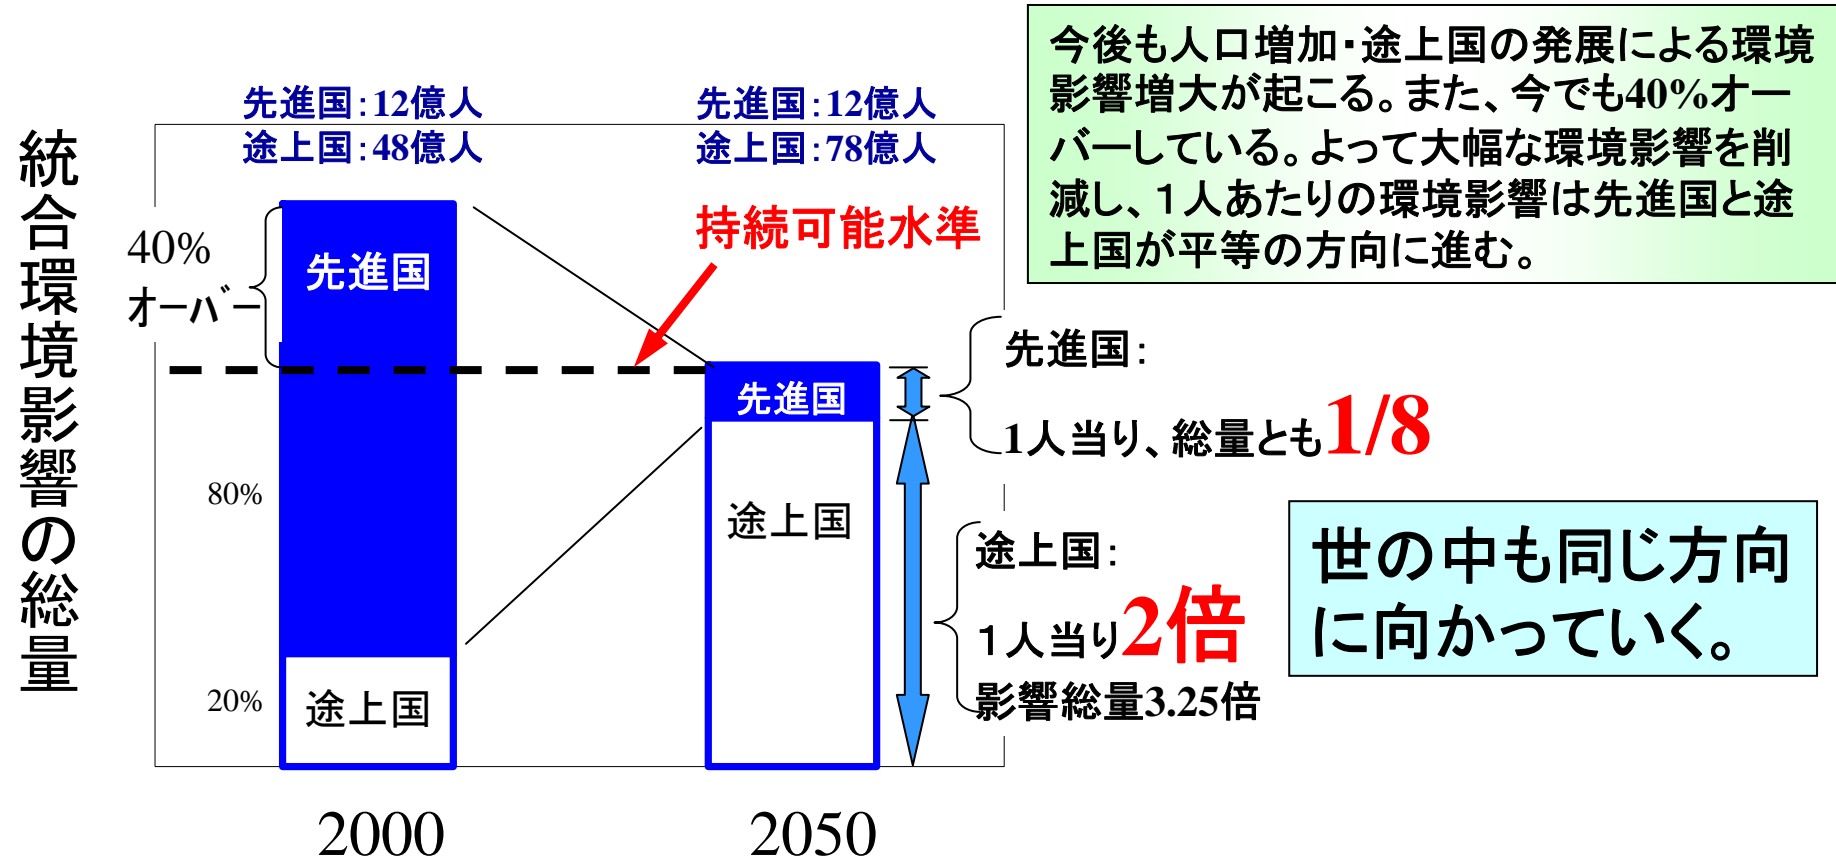 今後も人口増加・途上国の発展による環境
影響増大が起こる。また、今でも40%オー
バーしている。よって大幅な環境影響を削
減し、１人あたりの環境影響は先進国と途
上国が平等の方向に進む。
先進国：12億人
途上国：48億人
先進国：12億人
途上国：78億人
統合環境影響の総量
持続可能水準
40%
ｵｰﾊﾞｰ
先進国
80%
20%
途上国
先進国
途上国
先進国：
1人当り、総量とも1/8
途上国：
１人当り2倍
影響総量3.25倍
世の中も同じ方向
に向かっていく。
2000
2050